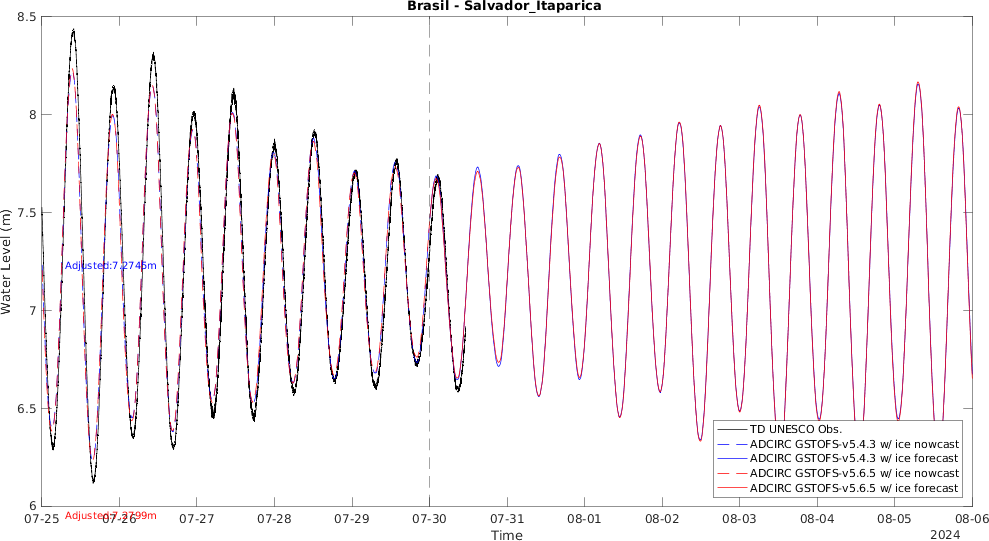 Brasil - Salvador_Itaparica
8.5
8
7.5
7
6.5
6
Water Level (m)
Adjusted:7.2745m
Adjusted:7.2799m
TD UNESCO Obs.
ADCIRC GSTOFS-v5.4.3 w/ ice nowcast
ADCIRC GSTOFS-v5.4.3 w/ ice forecast
ADCIRC GSTOFS-v5.6.5 w/ ice nowcast
ADCIRC GSTOFS-v5.6.5 w/ ice forecast
07-25 07-26 07-27 07-28 07-29 07-30 07-31 08-01 08-02 08-03 08-04 08-05 08-06
Time
2024